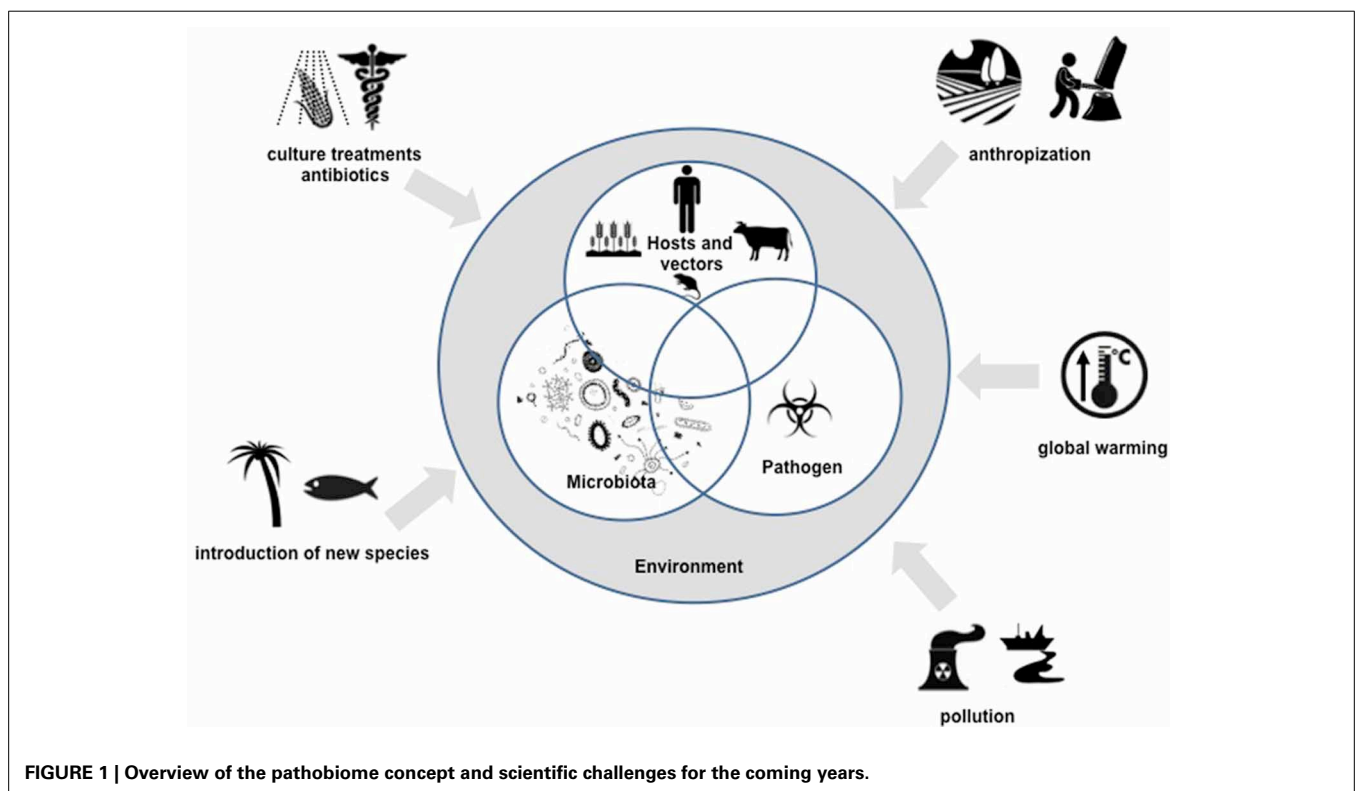 culture treatments
antibiotics
anthropization
Hosts and
vectors
°C
global warming
Microbiota
Pathogen
introduction of new species
Environment
pollution
FIGURE 1 | Overview of the pathobiome concept and scientific challenges for the coming years.